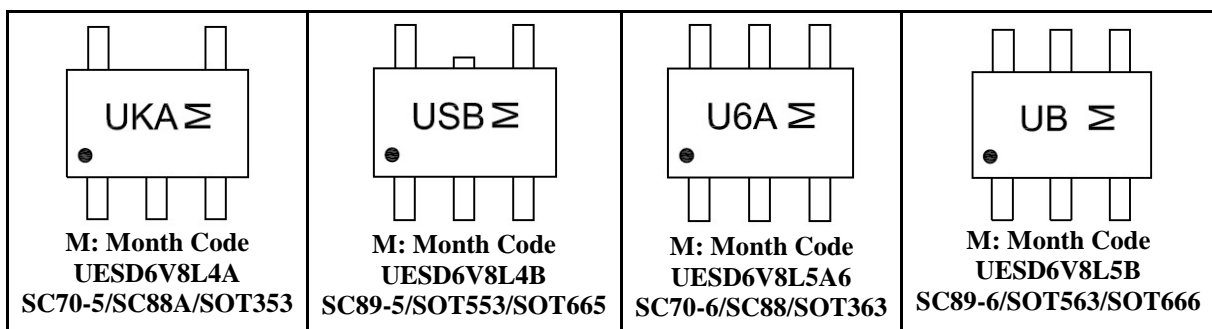 UKA M
M: Month Code
UESD6V8L4A
SC70-5/SC88A/SOT353
USB M
M: Month Code
UESD6V8L4B
SC89-5/SOT553/SOT665
U6A M
M: Month Code
UESD6V8L5A6
SC70-6/SC88/SOT363
UB M
M: Month Code
UESD6V8L5B
SC89-6/SOT563/SOT666